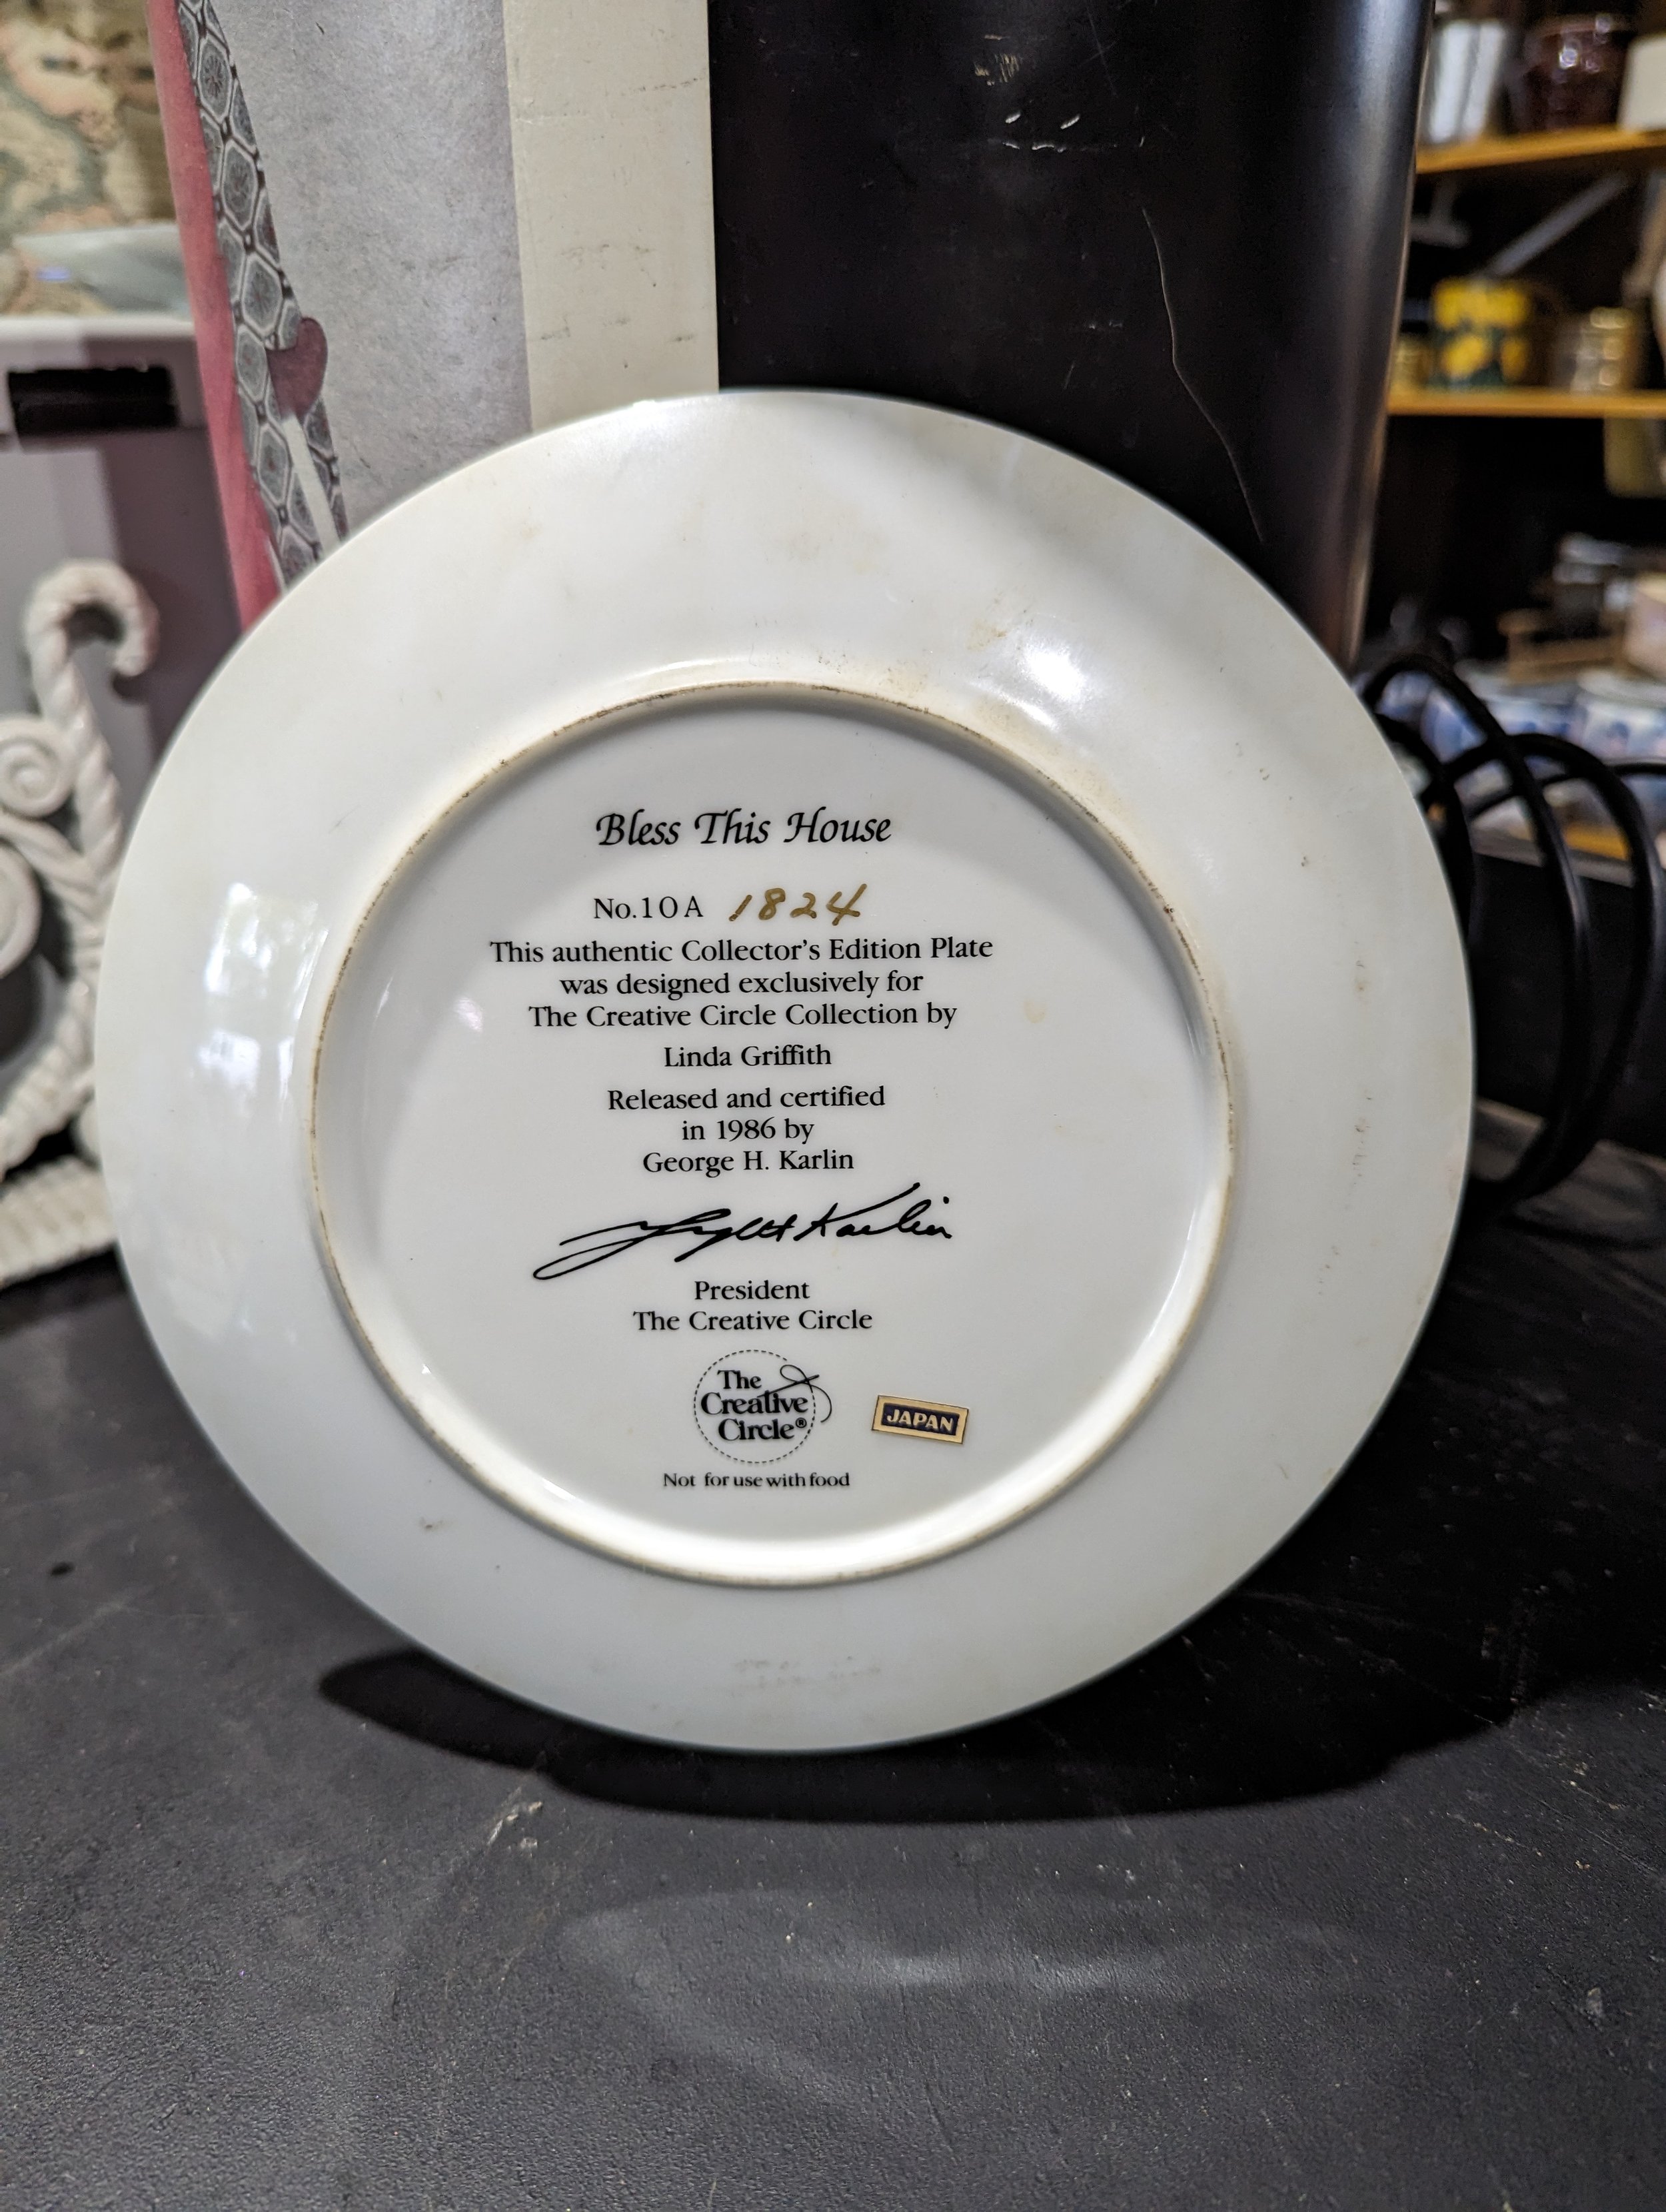 Bless This House
No.10A 1824
This authentic Collector's Edition Plate
was designed exclusively for
The Creative Circle Collection by
Linda Griffith
Released and certified
in 1986 by
George H. Karlin
President
The Creative Circle
The
Creative
Circle®
JAPAN
Not for use with food